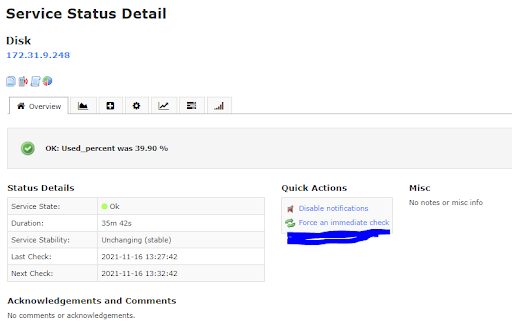 Service Status Detail
Disk
172.31.9.248
Overview
OK: Used_percent was 39.90 %
Status Details
Service State: Ok
Duration: 35m 42s
Service Stability: Unchanging (stable)
Last Check: 2021-11-16 13:27:42
Next Check: 2021-11-16 13:32:42
Quick Actions
Disable notifications
Force an immediate check
Misc
No notes or misc info
Acknowledgements and Comments
No comments or acknowledgements.